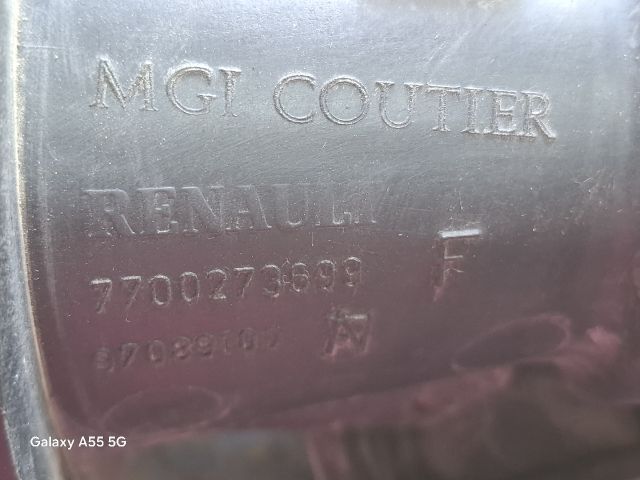 MGI COUTIER
RENAULT
7700273699 F
Galaxy A55 5G